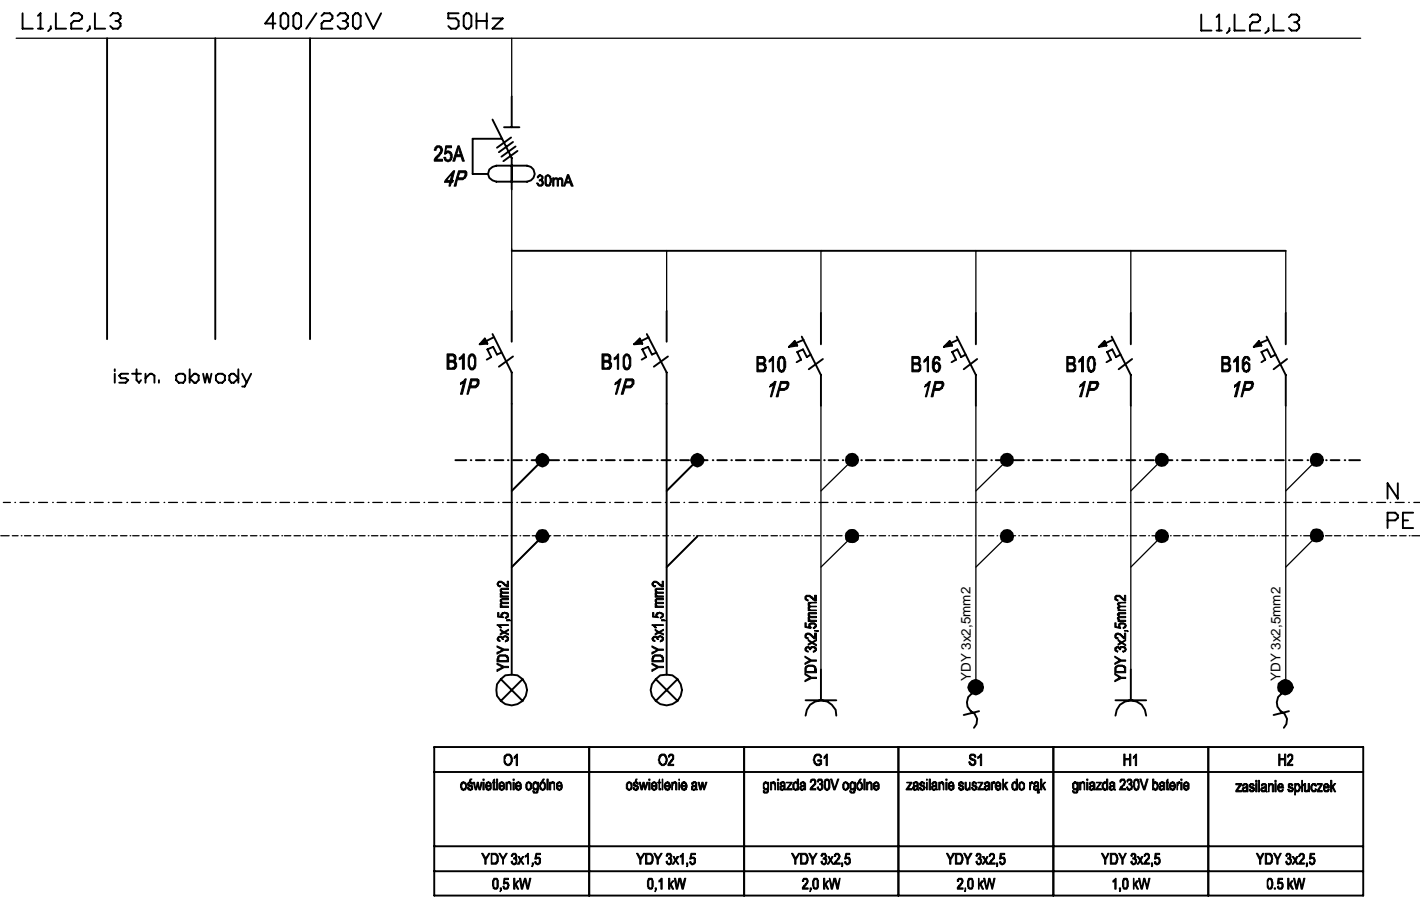 L1,L2,L3 400/230V 50Hz L1,L2,L3
25A
4P
30mA
B10 B10 B10 B16 B10 B16
1P 1P 1P 1P 1P 1P
istn. obwody
N
PE
YDY 3x1,5 mm2
YDY 3x1,5 mm2
YDY 3x2,5mm2
YDY 3x2,5mm2
YDY 3x2,5mm2
YDY 3x2,5mm2
O1 O2 G1 S1 H1 H2
oświetlenie ogólne oświetlenie aw gniazda 230V ogólne zasilanie suszarek do rąk gniazda 230V baterie zasilanie spłuczek
YDY 3x1,5 YDY 3x1,5 YDY 3x2,5 YDY 3x2,5 YDY 3x2,5 YDY 3x2,5
0,5 kW 0,1 kW 2,0 kW 2,0 kW 1,0 kW 0.5 kW